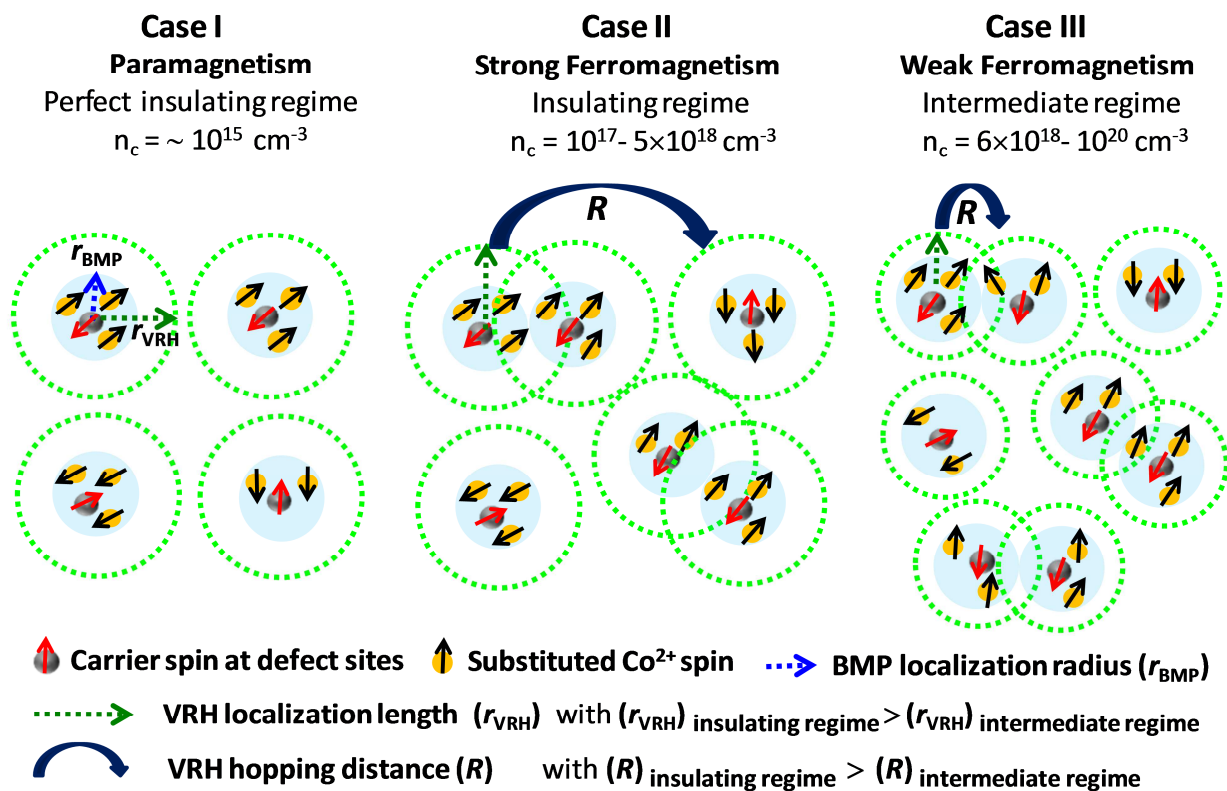 Case I
Paramagnetism
Perfect insulating regime
n_c = ~ 10^15 cm^-3
Case II
Strong Ferromagnetism
Insulating regime
n_c = 10^17- 5×10^18 cm^-3
Case III
Weak Ferromagnetism
Intermediate regime
n_c = 6×10^18- 10^20 cm^-3
r_BMP
r_VRH
R
R
Carrier spin at defect sites
Substituted Co^2+ spin
BMP localization radius (r_BMP)
VRH localization length (r_VRH) with (r_VRH) insulating regime > (r_VRH) intermediate regime
VRH hopping distance (R) with (R) insulating regime > (R) intermediate regime